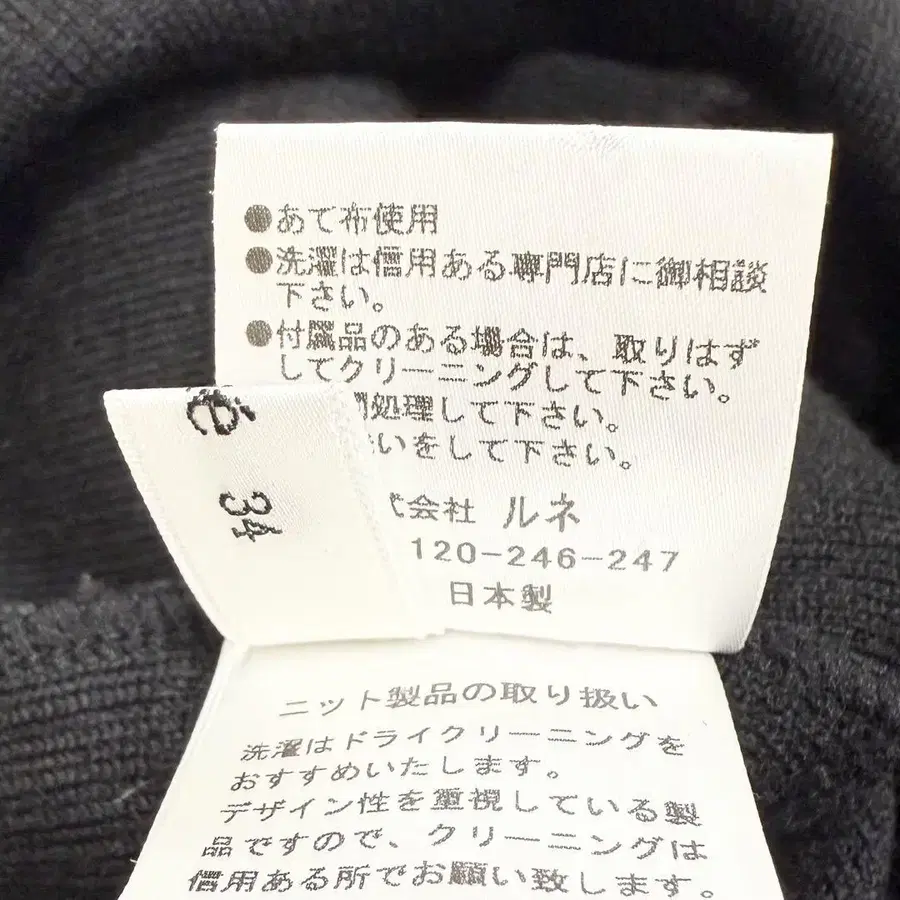 ●あて布使用
●洗濯は信用ある専門店に御相談
下さい。
●付属品のある場合は、取りはず
してクリーニングして下さい。
処理して下さい。
いをして下さい。
会社 ルネ
120-246-247
日本製
34
ニット製品の取り扱い
洗濯はドライクリーニングを
おすすめいたします。
デザイン性を重視している製
品ですので、クリーニングは
信用ある所でお願い致します。